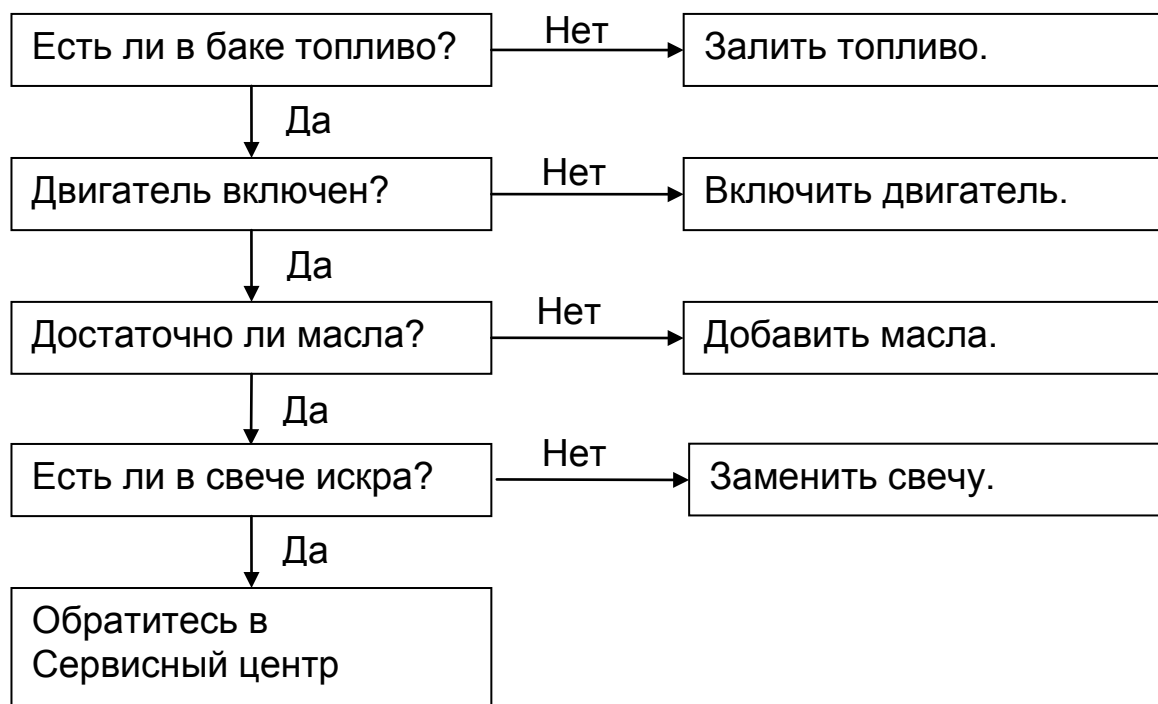 Есть ли в баке топливо?
Нет
Залить топливо.
Да
Двигатель включен?
Нет
Включить двигатель.
Да
Достаточно ли масла?
Нет
Добавить масла.
Да
Есть ли в свече искра?
Нет
Заменить свечу.
Да
Обратитесь в
Сервисный центр